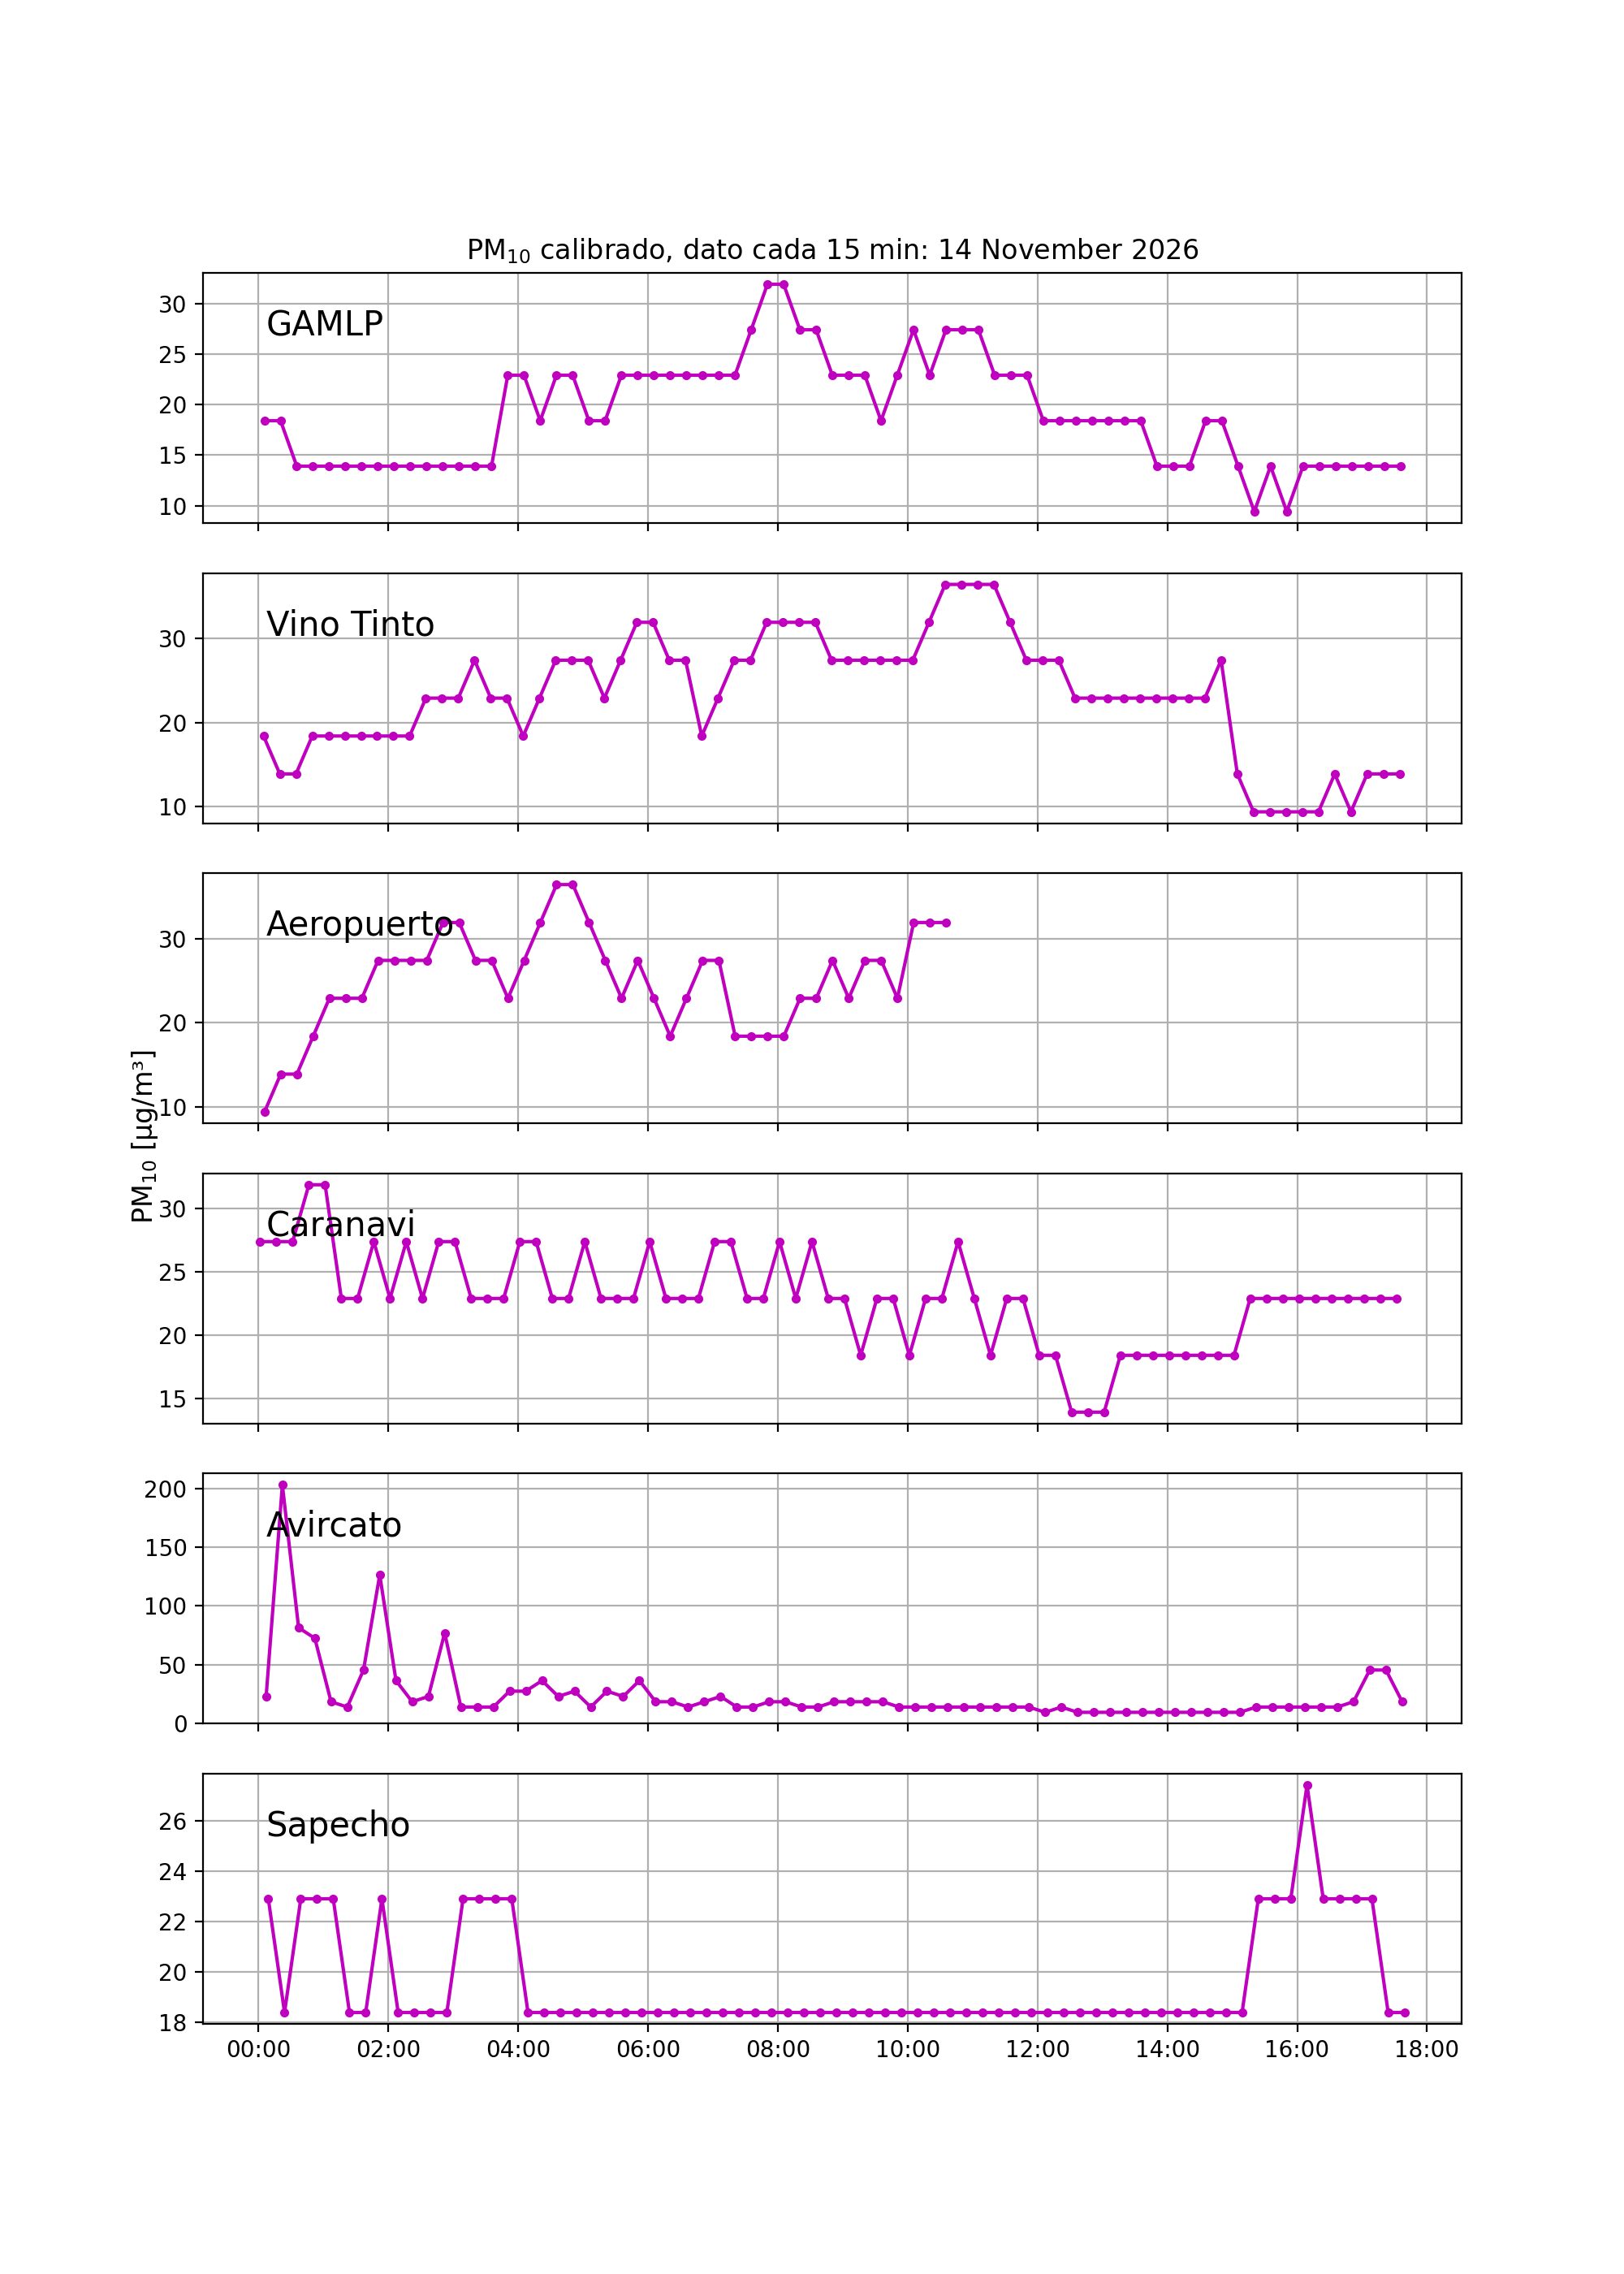 PM₁₀ calibrado, dato cada 15 min: 14 November 2026
GAMLP
30
25
20
15
10
Vino Tinto
30
20
10
Aeropuerto
30
20
10
PM₁₀ [µg/m³]
Caranavi
30
25
20
15
Avircato
200
150
100
50
0
Sapecho
26
24
22
20
18
00:00 02:00 04:00 06:00 08:00 10:00 12:00 14:00 16:00 18:00